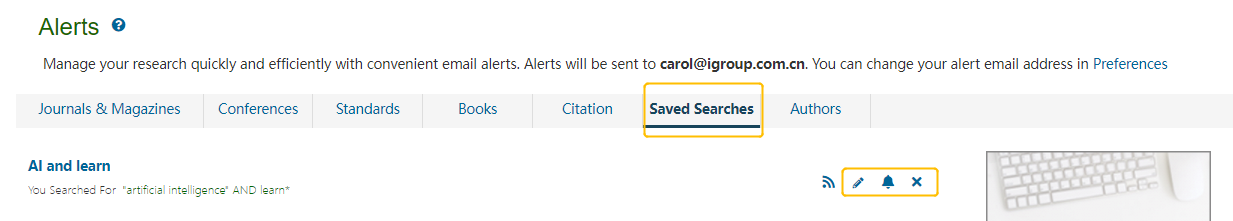 Alerts ?
Manage your research quickly and efficiently with convenient email alerts. Alerts will be sent to carol@igroup.com.cn. You can change your alert email address in Preferences
Journals & Magazines Conferences Standards Books Citation Saved Searches Authors
AI and learn
You Searched For "artificial intelligence" AND learn*